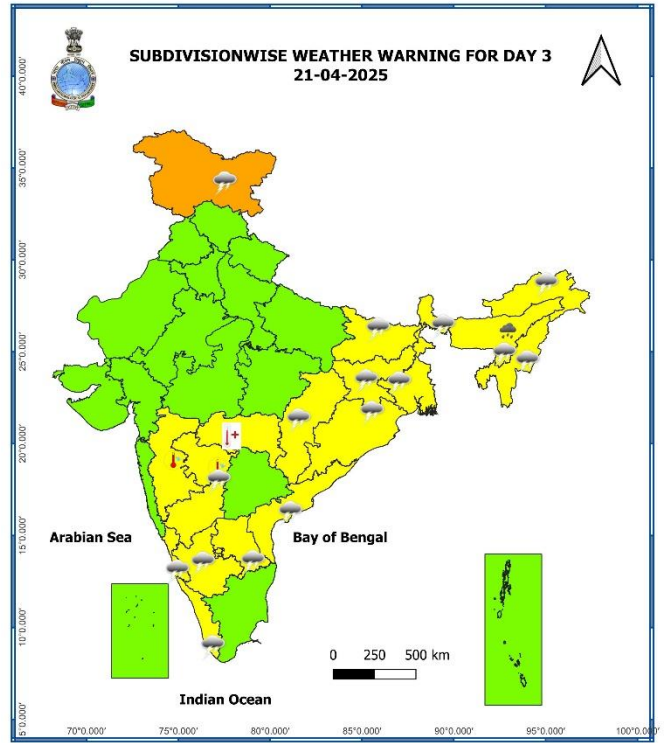 SUBDIVISIONWISE WEATHER WARNING FOR DAY 3
21-04-2025
40°0.000'
35°0.000'
30°0.000'
25°0.000'
20°0.000'
15°0.000'
10°0.000'
5°0.000'
Arabian Sea
Bay of Bengal
0 250 500 km
Indian Ocean
70°0.000' 75°0.000' 80°0.000' 85°0.000' 90°0.000' 95°0.000' 100°0.000'